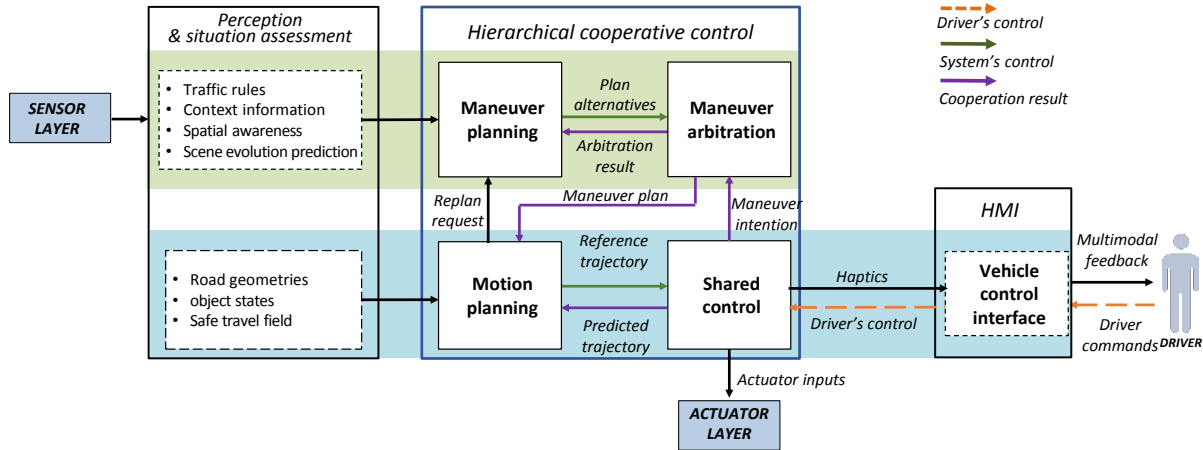 Perception
& situation assessment
Hierarchical cooperative control
Driver's control
System's control
Cooperation result
SENSOR
LAYER
• Traffic rules
• Context information
• Spatial awareness
• Scene evolution prediction
Maneuver
planning
Plan
alternatives
Arbitration
result
Maneuver
arbitration
Replan
request
Maneuver plan
Maneuver
intention
HMI
• Road geometries
• object states
• Safe travel field
Motion
planning
Reference
trajectory
Predicted
trajectory
Shared
control
Haptics
Driver's control
Vehicle
control
interface
Multimodal
feedback
Driver
commands
DRIVER
Actuator inputs
ACTUATOR
LAYER